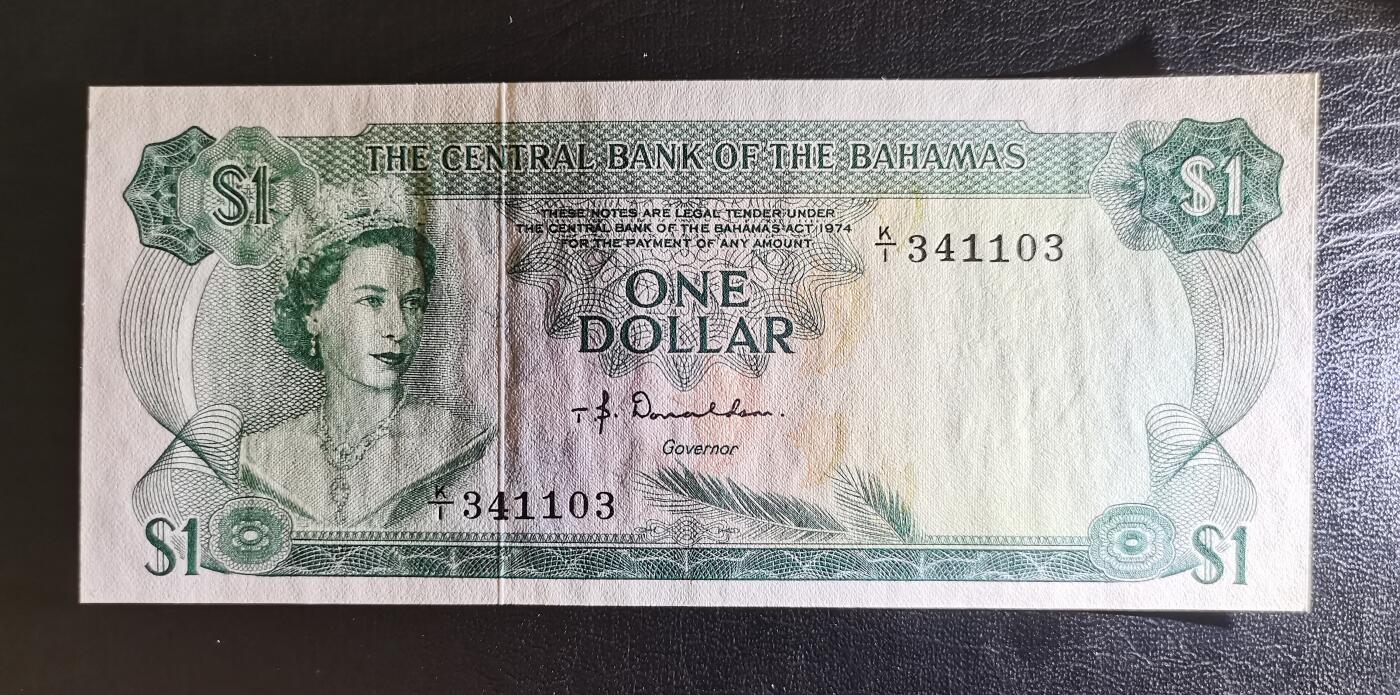 $1
THE CENTRAL BANK OF THE BAHAMAS
$1
THESE NOTES ARE LEGAL TENDER UNDER
THE CENTRAL BANK OF THE BAHAMAS ACT 1974
FOR THE PAYMENT OF ANY AMOUNT
K/1 341103
ONE
DOLLAR
T. B. Donaldson.
Governor
K/1 341103
$1
$1